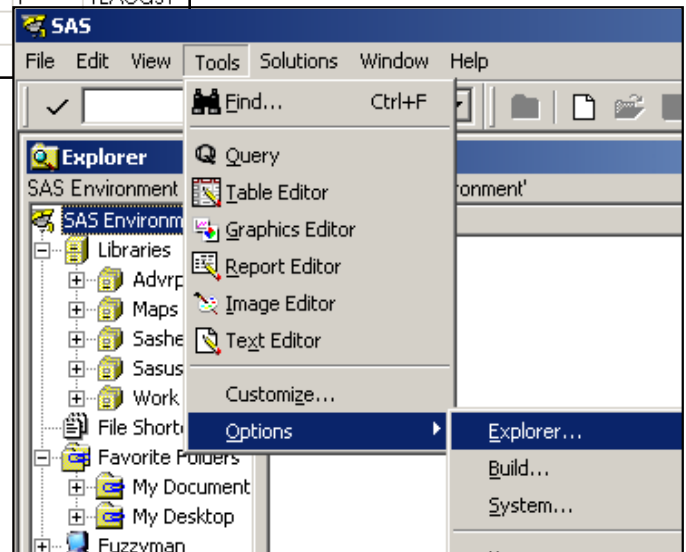 SAS
File Edit View Tools Solutions Window Help
Find... Ctrl+F
Explorer
Query
SAS Environment
onment'
Table Editor
SAS Environm
Graphics Editor
Libraries
Report Editor
Advrp
Maps
Image Editor
Sashe
Text Editor
Sasus
Work
Customize...
File Short
Options
Explorer...
Favorite Folders
Build...
My Document
System...
My Desktop
Fuzzyman